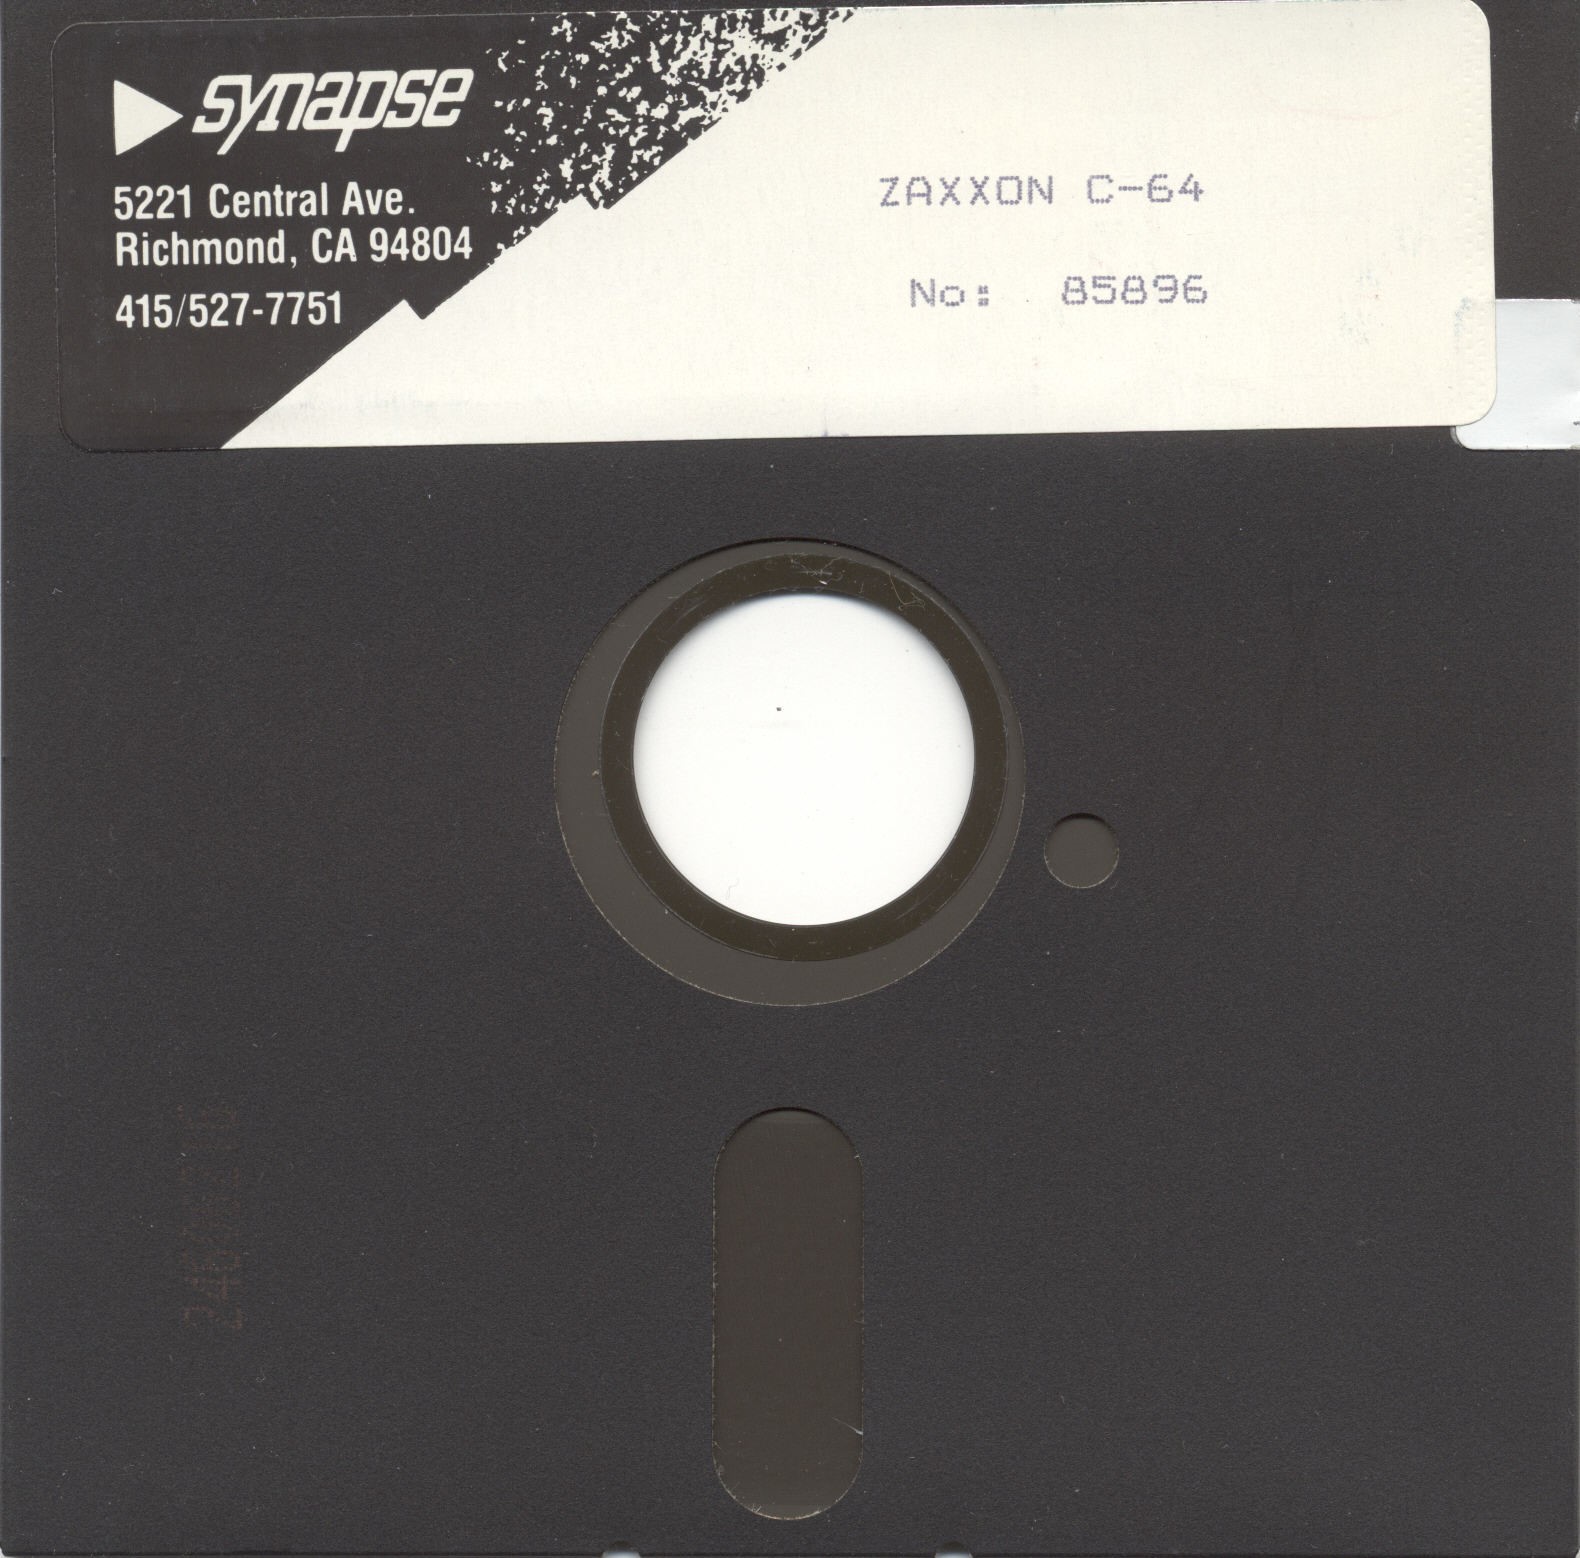 synapse
5221 Central Ave.
Richmond, CA 94804
415/527-7751
ZAXXON C-64
No: 85896